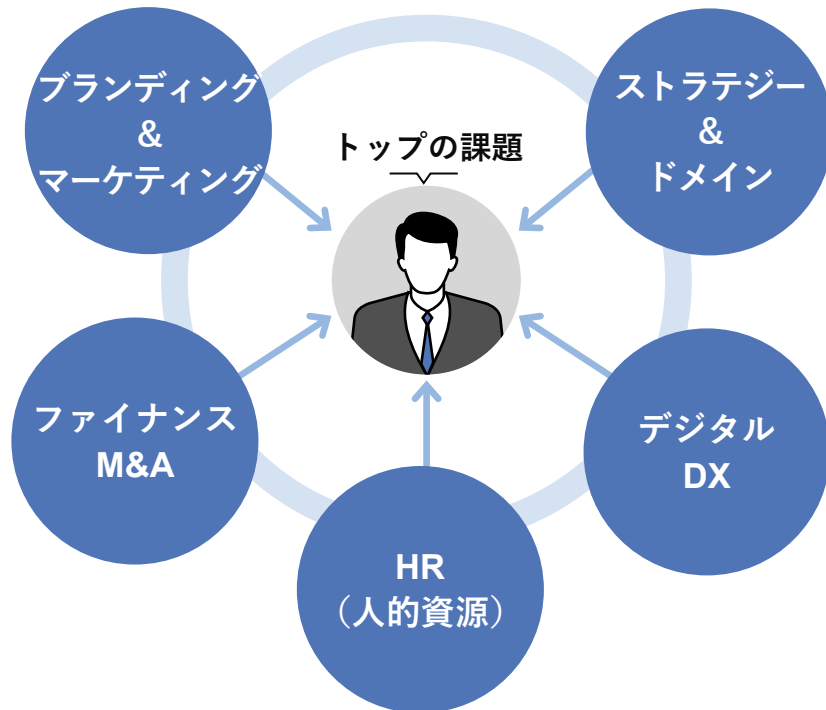 ブランディング
&
マーケティング
ストラテジー
&
ドメイン
トップの課題
ファイナンス
M&A
デジタル
DX
HR
（人的資源）